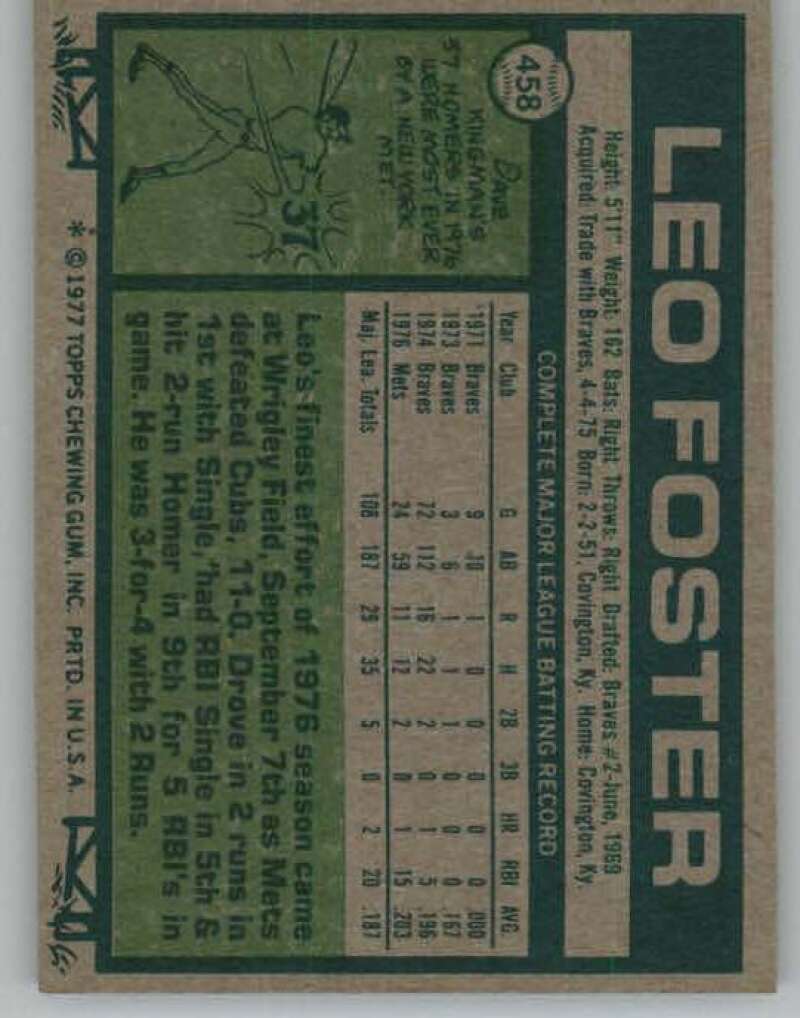 458
LEO FOSTER
Height: 5'11" Weight: 162 Bats: Right Throws: Right Drafted: Braves #2-June, 1969
Acquired: Trade with Braves, 4-4-75 Born: 2-2-51, Covington, Ky. Home: Covington, Ky.
COMPLETE MAJOR LEAGUE BATTING RECORD
Year Club G AB R H 2B 3B HR RBI AVG.
1971 Braves 9 10 1 0 0 0 0 0 .000
1973 Braves 3 6 1 1 1 0 0 0 .167
1974 Braves 72 112 16 22 2 0 1 5 .196
1976 Mets 24 59 11 12 2 0 1 15 .203
Maj. Lea. Totals 108 187 29 35 5 0 2 20 .187
Dave
KINGMAN'S
37 HOMERS IN 1976
WERE MOST EVER
BY A NEW YORK
MET.
37
Leo's finest effort of 1976 season came
at Wrigley Field, September 7th as Mets
defeated Cubs, 11-0. Drove in 2 runs in
1st with Single, had RBI Single in 5th &
hit 2-run Homer in 9th for 5 RBI's in
game. He was 3-for-4 with 2 Runs.
* © 1977 TOPPS CHEWING GUM, INC. PRTD. IN U.S.A.